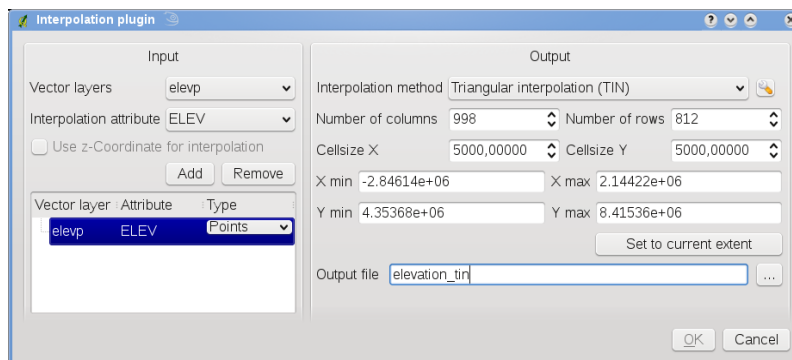 Interpolation plugin
Input
Vector layers elevp
Interpolation attribute ELEV
Use z-Coordinate for interpolation
Add Remove
Vector layer Attribute Type
elevp ELEV Points
Output
Interpolation method Triangular interpolation (TIN)
Number of columns 998 Number of rows 812
Cellsize X 5000,00000 Cellsize Y 5000,00000
X min -2.84614e+06 X max 2.14422e+06
Y min 4.35368e+06 Y max 8.41536e+06
Set to current extent
Output file elevation_tin ...
OK Cancel